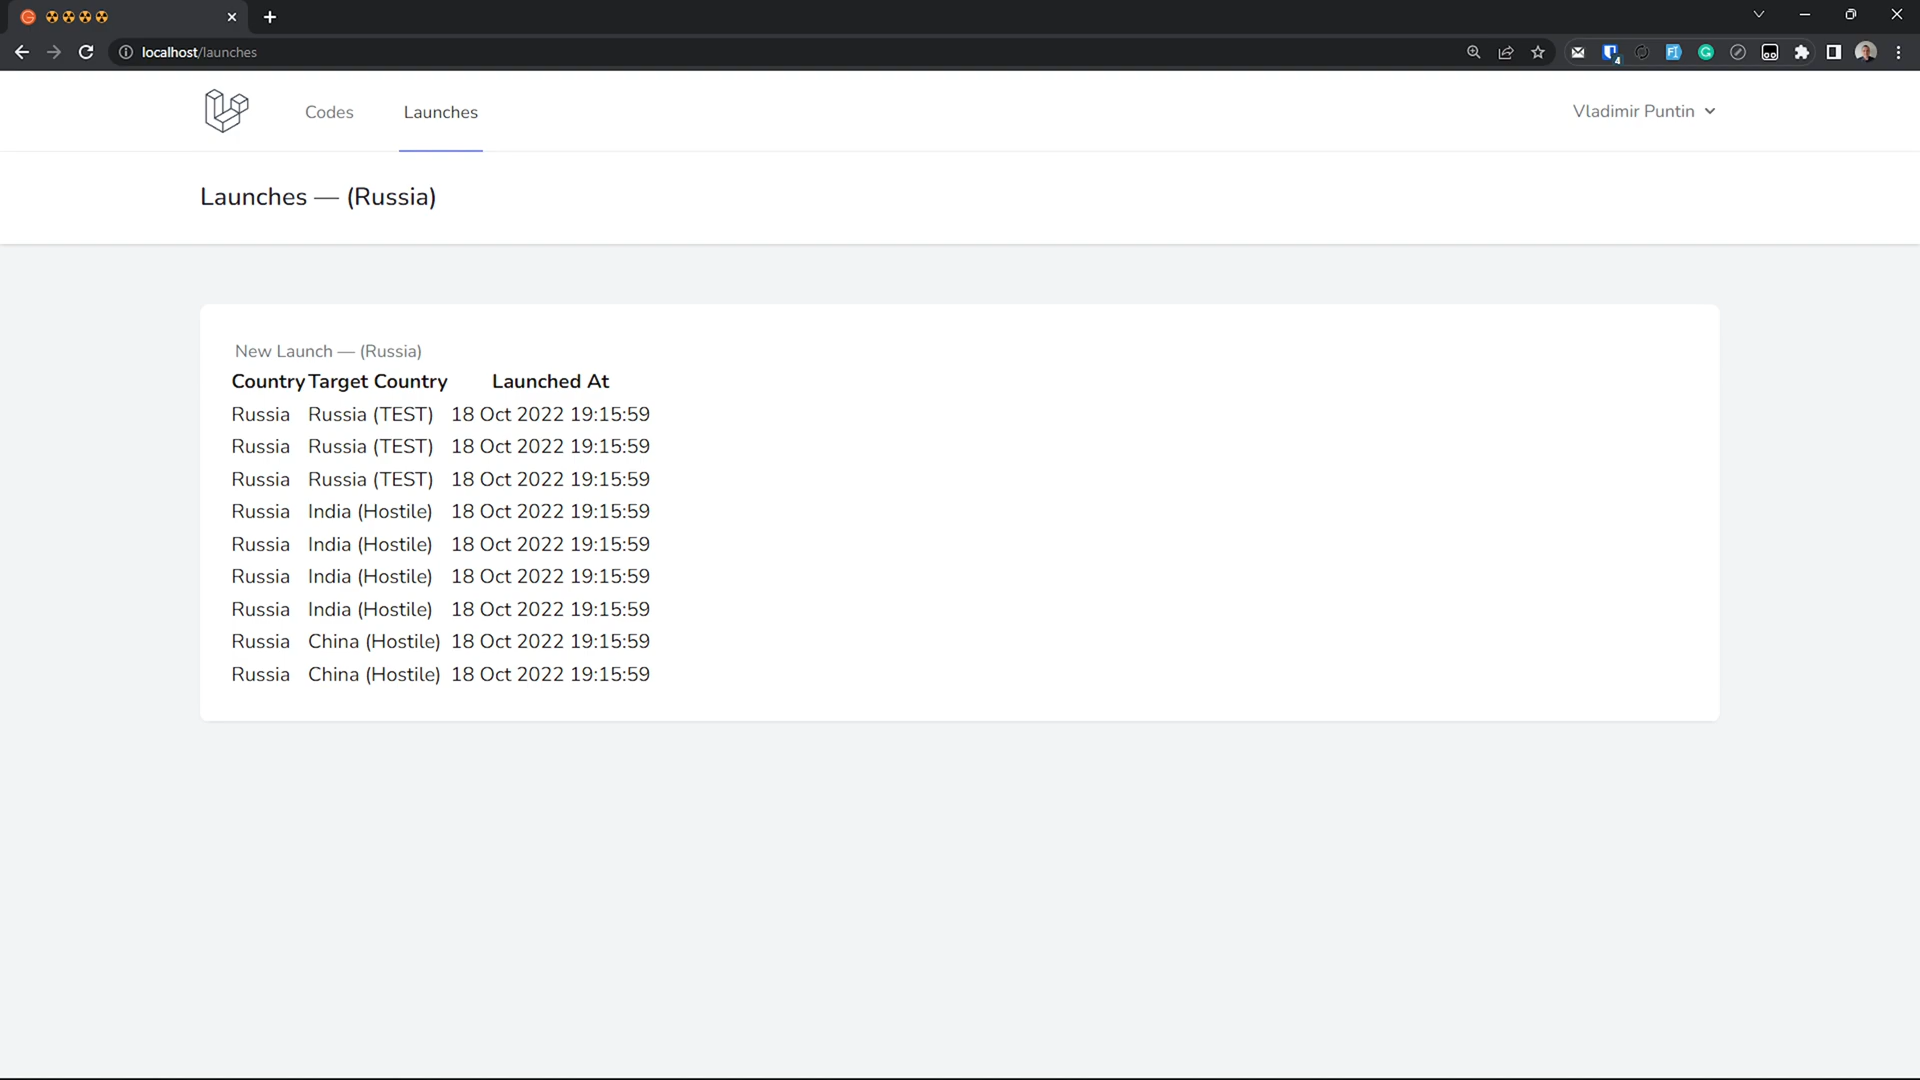 ☢☢☢☢
localhost/launches
4
Codes Launches Vladimir Puntin
Launches — (Russia)
New Launch — (Russia)
Country Target Country Launched At
Russia Russia (TEST) 18 Oct 2022 19:15:59
Russia Russia (TEST) 18 Oct 2022 19:15:59
Russia Russia (TEST) 18 Oct 2022 19:15:59
Russia India (Hostile) 18 Oct 2022 19:15:59
Russia India (Hostile) 18 Oct 2022 19:15:59
Russia India (Hostile) 18 Oct 2022 19:15:59
Russia India (Hostile) 18 Oct 2022 19:15:59
Russia China (Hostile) 18 Oct 2022 19:15:59
Russia China (Hostile) 18 Oct 2022 19:15:59